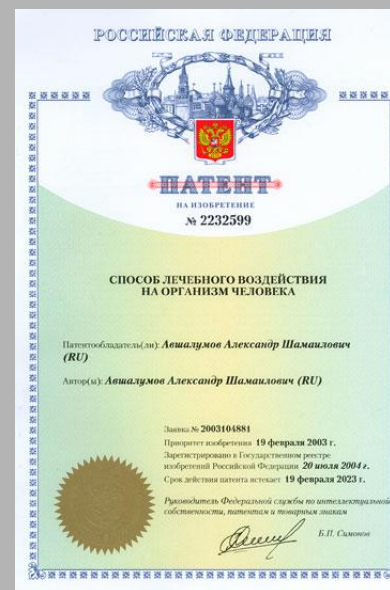 РОССИЙСКАЯ ФЕДЕРАЦИЯ
ПАТЕНТ
НА ИЗОБРЕТЕНИЕ
№ 2232599
СПОСОБ ЛЕЧЕБНОГО ВОЗДЕЙСТВИЯ
НА ОРГАНИЗМ ЧЕЛОВЕКА
Патентообладатель(ли): Авшалумов Александр Шамаилович
(RU)
Автор(ы): Авшалумов Александр Шамаилович (RU)
Заявка № 2003104881
Приоритет изобретения 19 февраля 2003 г.
Зарегистрировано в Государственном реестре
изобретений Российской Федерации 20 июля 2004 г.
Срок действия патента истекает 19 февраля 2023 г.
Руководитель Федеральной службы по интеллектуальной
собственности, патентам и товарным знакам
Б.П. Симонов